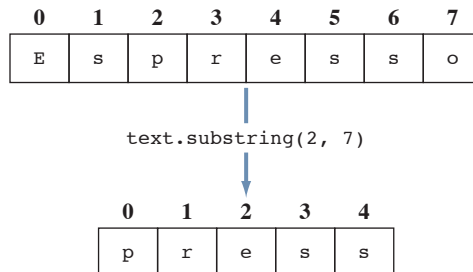 0 1 2 3 4 5 6 7
E s p r e s s o
text.substring(2, 7)
0 1 2 3 4
p r e s s